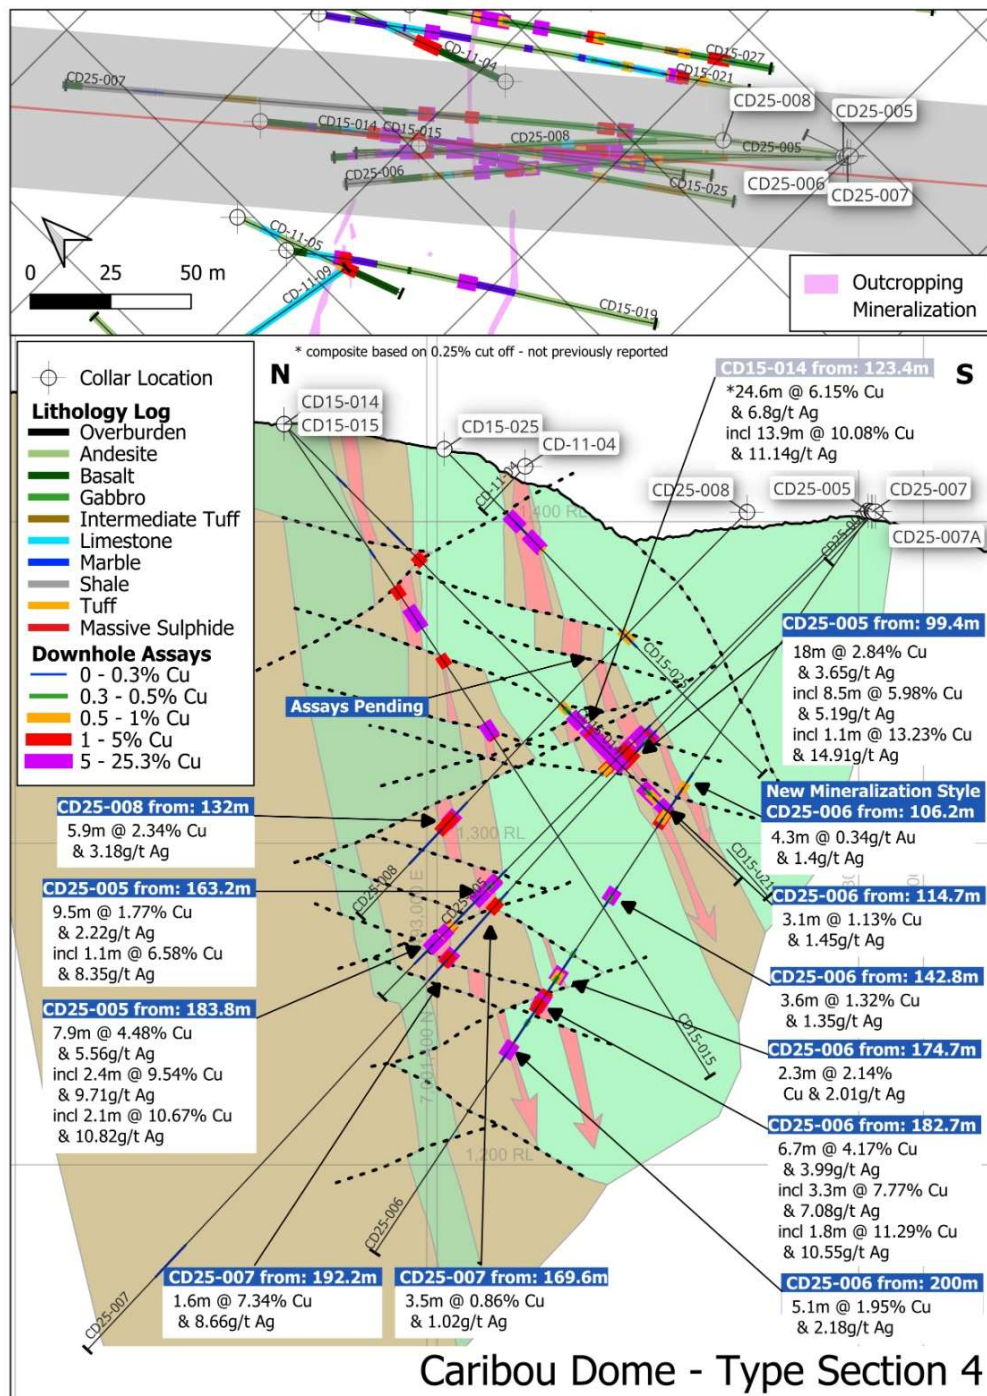 CD25-007
CD-11-04
CD15-027
CD15-021
CD25-008
CD25-005
CD15-014
CD15-015
CD25-008
CD25-005
CD25-006
CD15-025
CD25-006
CD25-007
CD-11-05
CD-11-09
CD15-019
0 25 50 m
Outcropping
Mineralization
* composite based on 0.25% cut off - not previously reported
N
S
Collar Location
Lithology Log
Overburden
Andesite
Basalt
Gabbro
Intermediate Tuff
Limestone
Marble
Shale
Tuff
Massive Sulphide
Downhole Assays
0 - 0.3% Cu
0.3 - 0.5% Cu
0.5 - 1% Cu
1 - 5% Cu
5 - 25.3% Cu
CD15-014
CD15-015
CD15-025
CD-11-04
CD-11-04
CD25-008
CD25-005
CD25-007
CD25-007A
1,400 RL
CD15-014 from: 123.4m
*24.6m @ 6.15% Cu
& 6.8g/t Ag
incl 13.9m @ 10.08% Cu
& 11.14g/t Ag
CD25-005 from: 99.4m
18m @ 2.84% Cu
& 3.65g/t Ag
incl 8.5m @ 5.98% Cu
& 5.19g/t Ag
incl 1.1m @ 13.23% Cu
& 14.91g/t Ag
CD15-025
Assays Pending
New Mineralization Style
CD25-006 from: 106.2m
4.3m @ 0.34g/t Au
& 1.4g/t Ag
CD25-008 from: 132m
5.9m @ 2.34% Cu
& 3.18g/t Ag
1,300 RL
CD25-008
CD25-005
CD15-021
CD25-005 from: 163.2m
9.5m @ 1.77% Cu
& 2.22g/t Ag
incl 1.1m @ 6.58% Cu
& 8.35g/t Ag
CD25-006 from: 114.7m
3.1m @ 1.13% Cu
& 1.45g/t Ag
CD25-006 from: 142.8m
3.6m @ 1.32% Cu
& 1.35g/t Ag
CD25-005 from: 183.8m
7.9m @ 4.48% Cu
& 5.56g/t Ag
incl 2.4m @ 9.54% Cu
& 9.71g/t Ag
incl 2.1m @ 10.67% Cu
& 10.82g/t Ag
CD15-015
CD25-006 from: 174.7m
2.3m @ 2.14%
Cu & 2.01g/t Ag
CD25-006 from: 182.7m
6.7m @ 4.17% Cu
& 3.99g/t Ag
incl 3.3m @ 7.77% Cu
& 7.08g/t Ag
incl 1.8m @ 11.29% Cu
& 10.55g/t Ag
1,200 RL
CD25-006
CD25-007
CD25-007 from: 192.2m
1.6m @ 7.34% Cu
& 8.66g/t Ag
CD25-007 from: 169.6m
3.5m @ 0.86% Cu
& 1.02g/t Ag
CD25-006 from: 200m
5.1m @ 1.95% Cu
& 2.18g/t Ag
Caribou Dome - Type Section 4